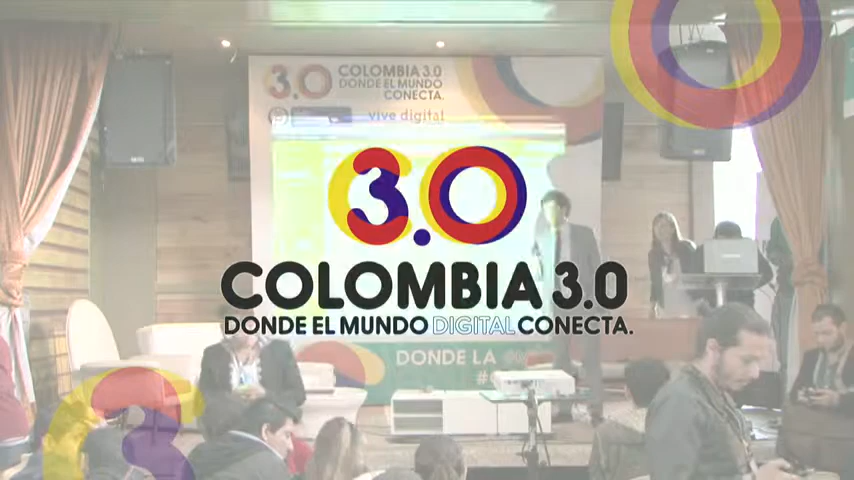 3.0
COLOMBIA 3.0
DONDE EL MUNDO
CONECTA.
vive digital
3.0
COLOMBIA 3.0
DONDE EL MUNDO DIGITAL CONECTA.
DONDE LA